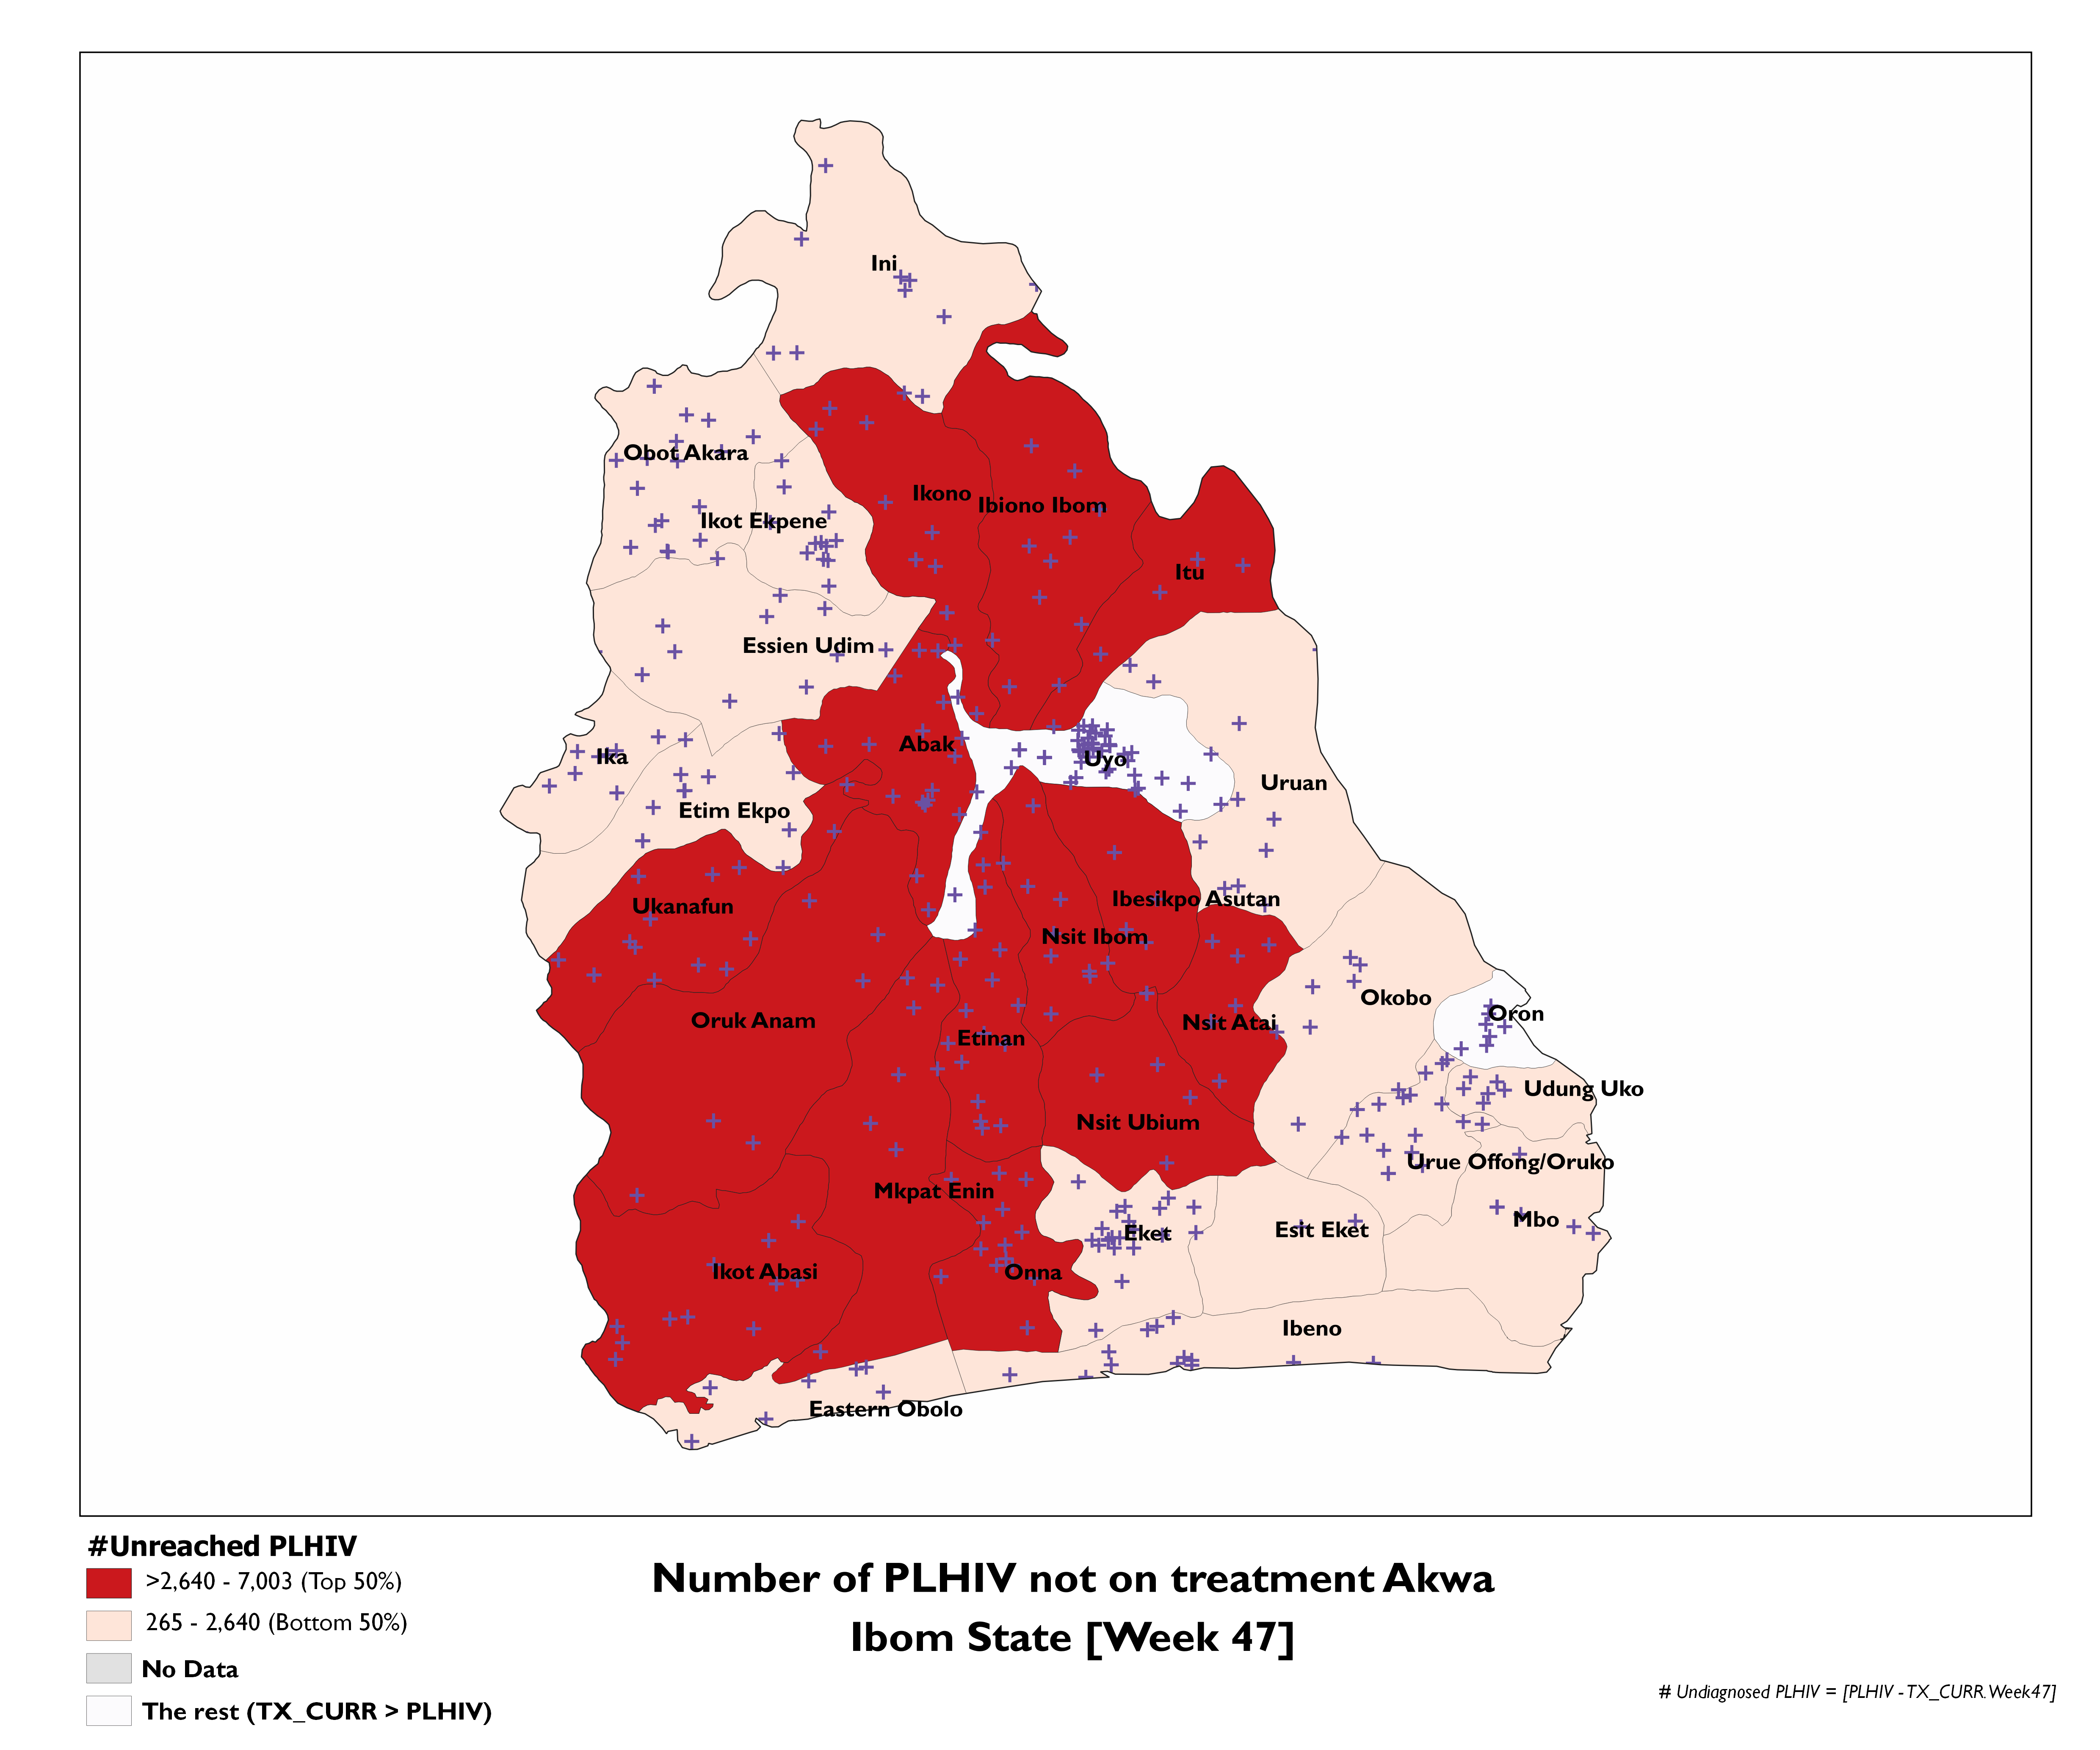 Ini
Obot Akara
Ikono
Ibiono Ibom
Ikot Ekpene
Itu
Essien Udim
Abak
Ika
Uyo
Uruan
Etim Ekpo
Ibesikpo Asutan
Ukanafun
Nsit Ibom
Okobo
Oron
Oruk Anam
Nsit Atai
Etinan
Udung Uko
Nsit Ubium
Urue Offong/Oruko
Mkpat Enin
Mbo
Eket
Esit Eket
Ikot Abasi
Onna
Ibeno
Eastern Obolo
#Unreached PLHIV
>2,640 - 7,003 (Top 50%)
265 - 2,640 (Bottom 50%)
No Data
The rest (TX_CURR > PLHIV)
Number of PLHIV not on treatment Akwa
Ibom State [Week 47]
# Undiagnosed PLHIV = [PLHIV - TX_CURR.Week47]